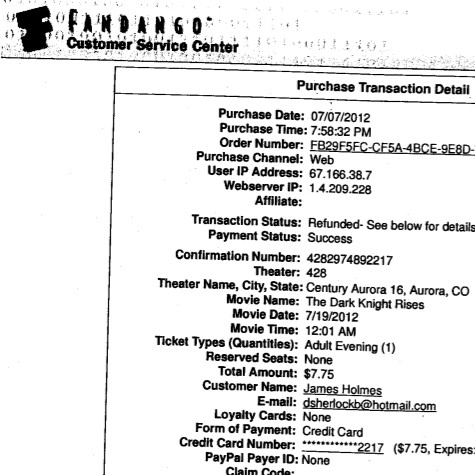 FANDANGO
Customer Service Center
Purchase Transaction Detail
Purchase Date: 07/07/2012
Purchase Time: 7:58:32 PM
Order Number: FB29F5FC-CF5A-4BCE-9E8D-
Purchase Channel: Web
User IP Address: 67.166.38.7
Webserver IP: 1.4.209.228
Affiliate:
Transaction Status: Refunded- See below for details
Payment Status: Success
Confirmation Number: 4282974892217
Theater: 428
Theater Name, City, State: Century Aurora 16, Aurora, CO
Movie Name: The Dark Knight Rises
Movie Date: 7/19/2012
Movie Time: 12:01 AM
Ticket Types (Quantities): Adult Evening (1)
Reserved Seats: None
Total Amount: $7.75
Customer Name: James Holmes
E-mail: dsherlockb@hotmail.com
Loyalty Cards: None
Form of Payment: Credit Card
Credit Card Number: ************2217 ($7.75, Expires:
PayPal Payer ID: None
Claim Code: